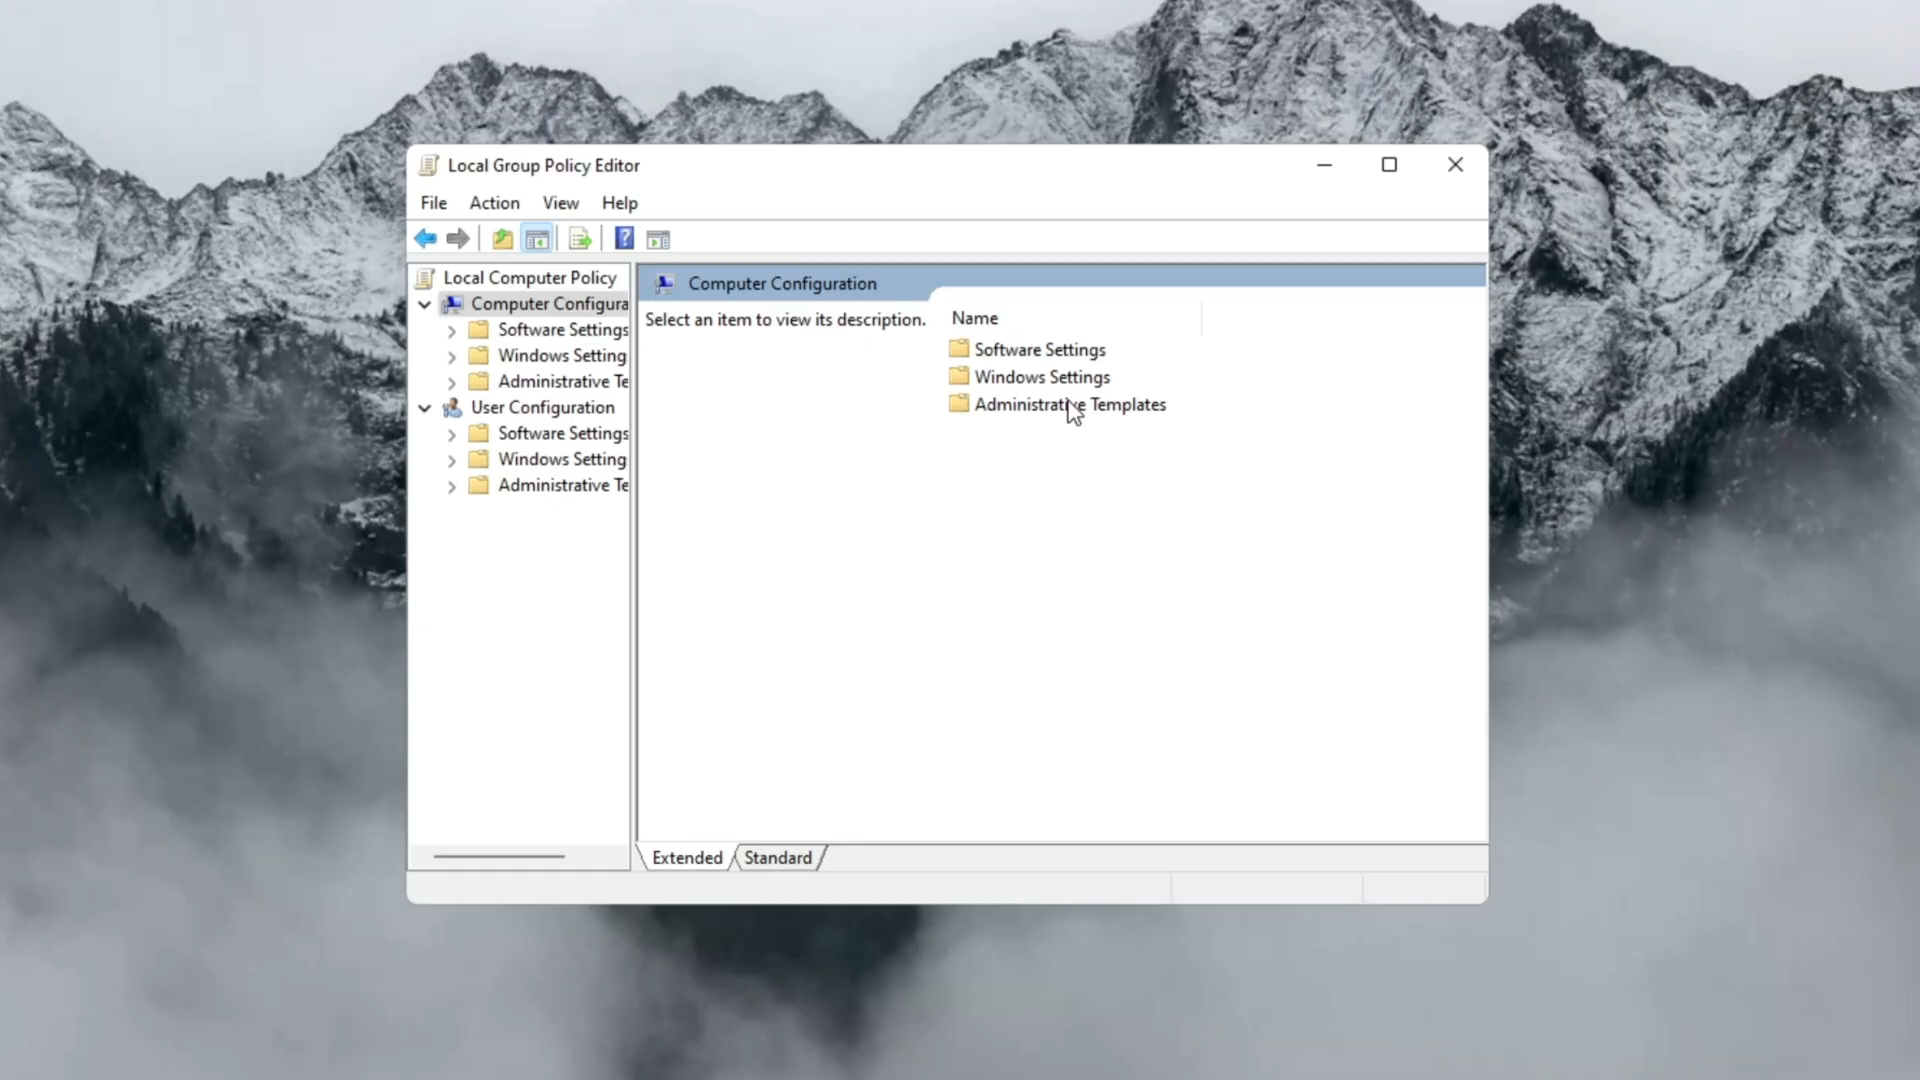 Local Group Policy Editor
File Action View Help
Local Computer Policy
Computer Configura
Software Settings
Windows Setting
Administrative Te
User Configuration
Software Settings
Windows Setting
Administrative Te
Computer Configuration
Select an item to view its description.
Name
Software Settings
Windows Settings
Administrative Templates
Extended Standard